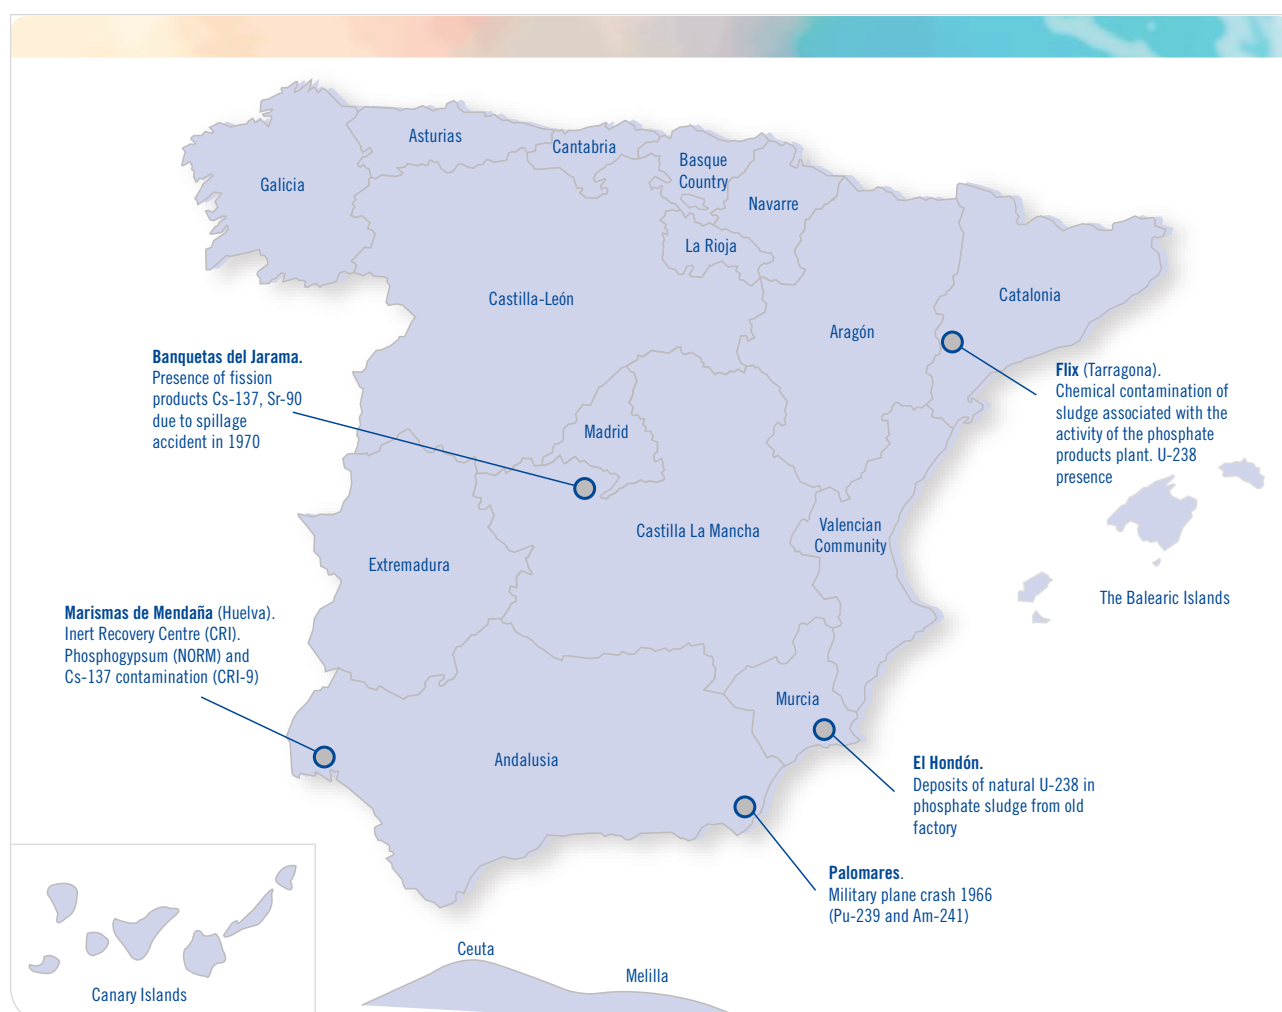 Asturias
Cantabria
Basque
Country
Galicia
Navarre
La Rioja
Castilla-León
Catalonia
Aragón
Banquetas del Jarama.
Presence of fission
products Cs-137, Sr-90
due to spillage
accident in 1970
Flix (Tarragona).
Chemical contamination of
sludge associated with the
activity of the phosphate
products plant. U-238
presence
Madrid
Castilla La Mancha
Valencian
Community
Extremadura
The Balearic Islands
Marismas de Mendaña (Huelva).
Inert Recovery Centre (CRI).
Phosphogypsum (NORM) and
Cs-137 contamination (CRI-9)
Murcia
Andalusia
El Hondón.
Deposits of natural U-238 in
phosphate sludge from old
factory
Palomares.
Military plane crash 1966
(Pu-239 and Am-241)
Ceuta
Melilla
Canary Islands